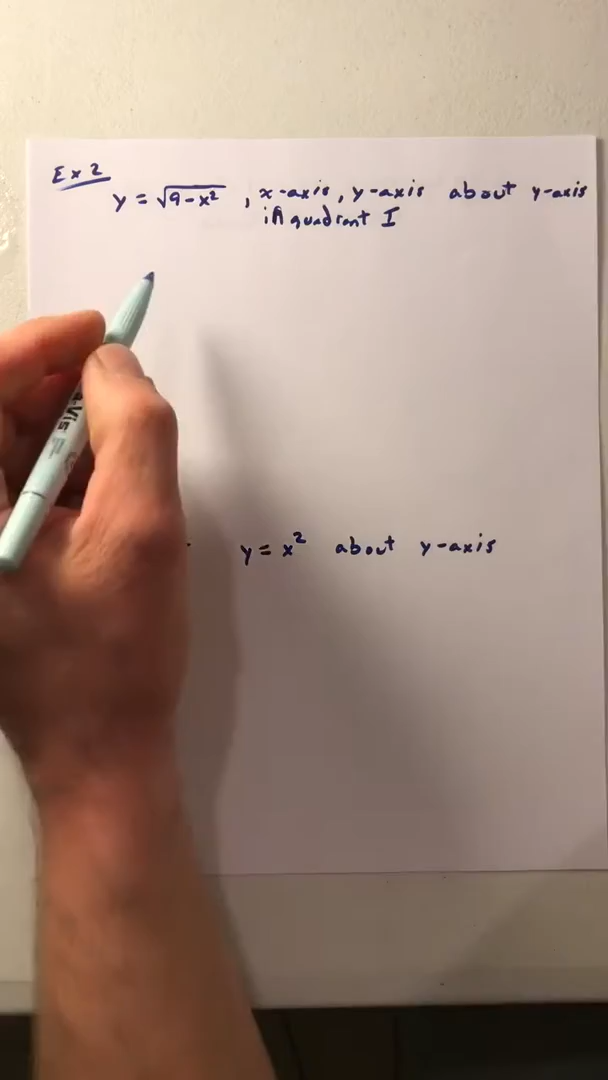 Ex 2
y = √9-x² , x-axis, y-axis about y-axis
in quadrant I
y = x² about y-axis